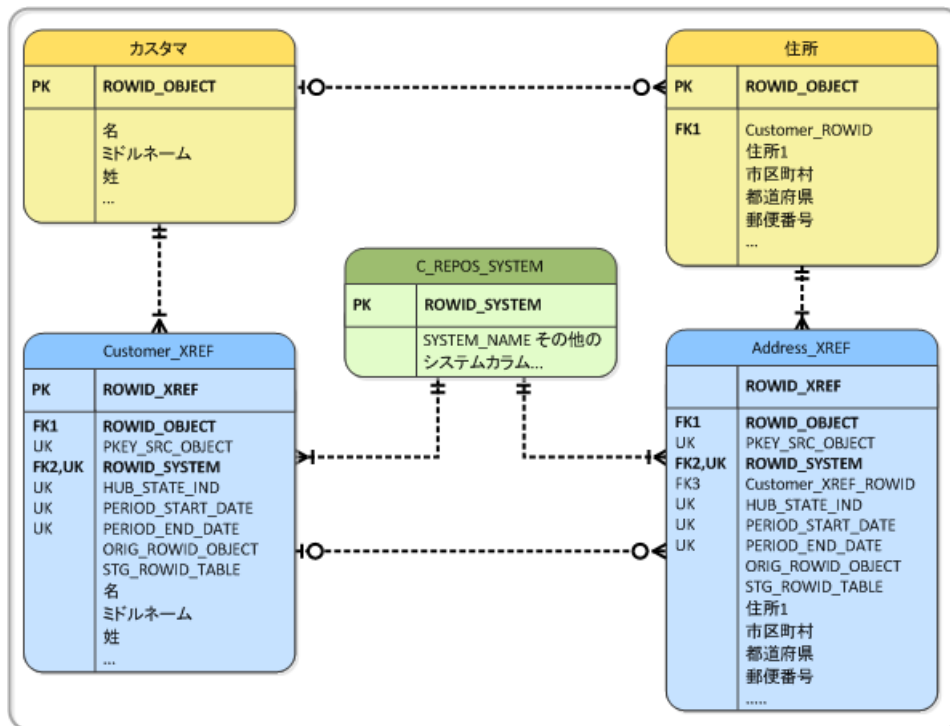 カスタマ
PK ROWID_OBJECT
名
ミドルネーム
姓
...
住所
PK ROWID_OBJECT
FK1 Customer_ROWID
住所1
市区町村
都道府県
郵便番号
...
C_REPOS_SYSTEM
PK ROWID_SYSTEM
SYSTEM_NAME その他の
システムカラム...
Customer_XREF
PK ROWID_XREF
FK1 ROWID_OBJECT
UK PKEY_SRC_OBJECT
FK2,UK ROWID_SYSTEM
UK HUB_STATE_IND
UK PERIOD_START_DATE
UK PERIOD_END_DATE
ORIG_ROWID_OBJECT
STG_ROWID_TABLE
名
ミドルネーム
姓
...
Address_XREF
ROWID_XREF
FK1 ROWID_OBJECT
UK PKEY_SRC_OBJECT
FK2,UK ROWID_SYSTEM
FK3 Customer_XREF_ROWID
UK HUB_STATE_IND
UK PERIOD_START_DATE
UK PERIOD_END_DATE
ORIG_ROWID_OBJECT
STG_ROWID_TABLE
住所1
市区町村
都道府県
郵便番号
.....